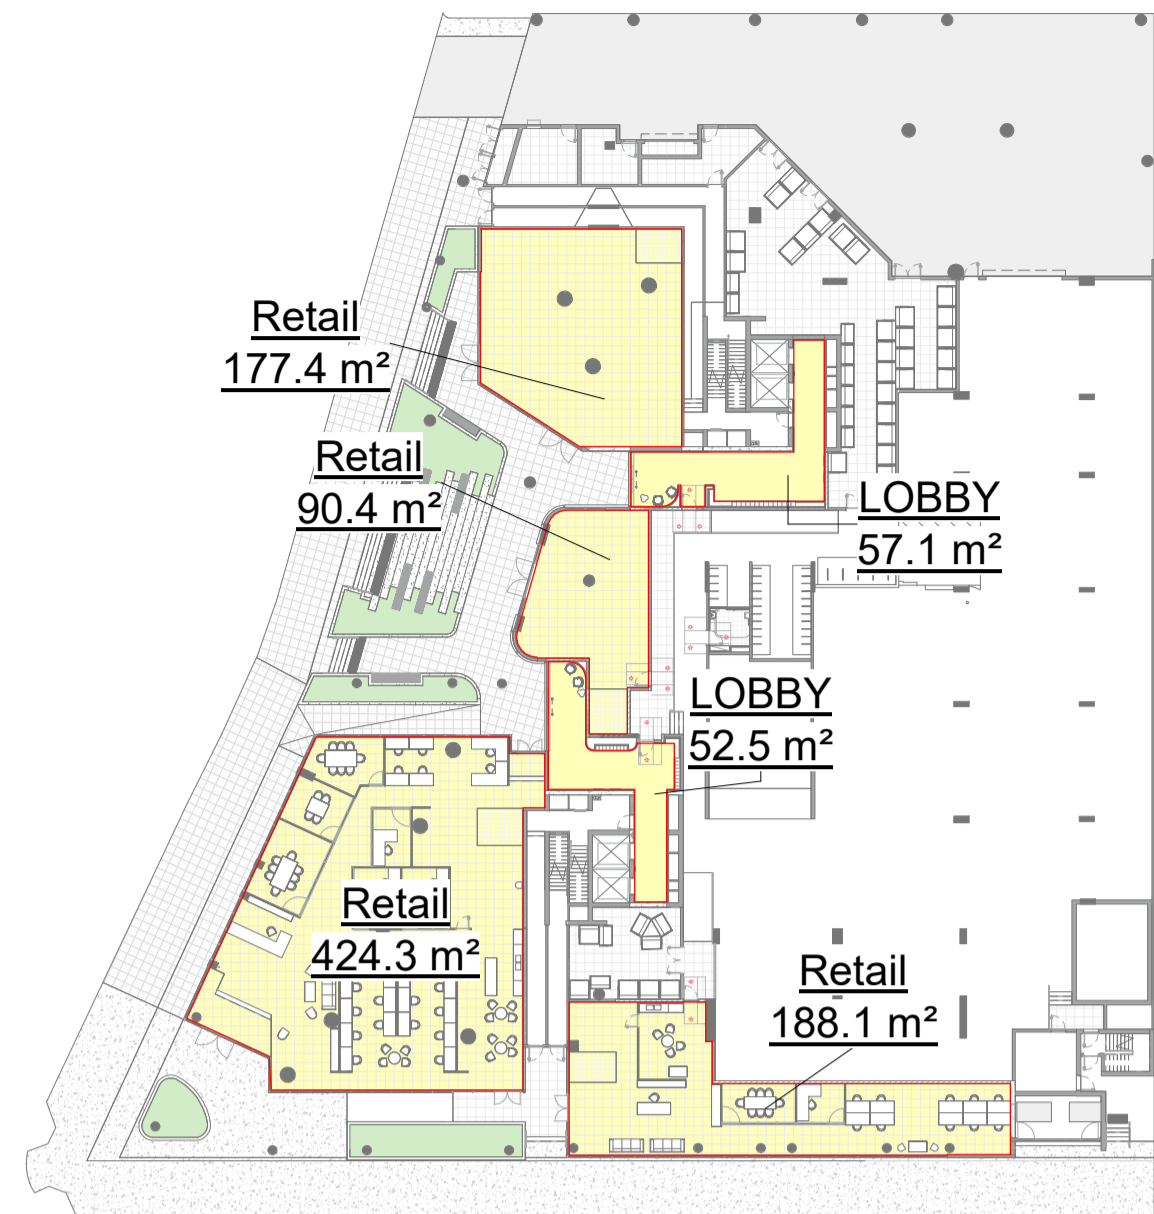 Retail
177.4 m²
Retail
90.4 m²
LOBBY
57.1 m²
LOBBY
52.5 m²
Retail
424.3 m²
Retail
188.1 m²